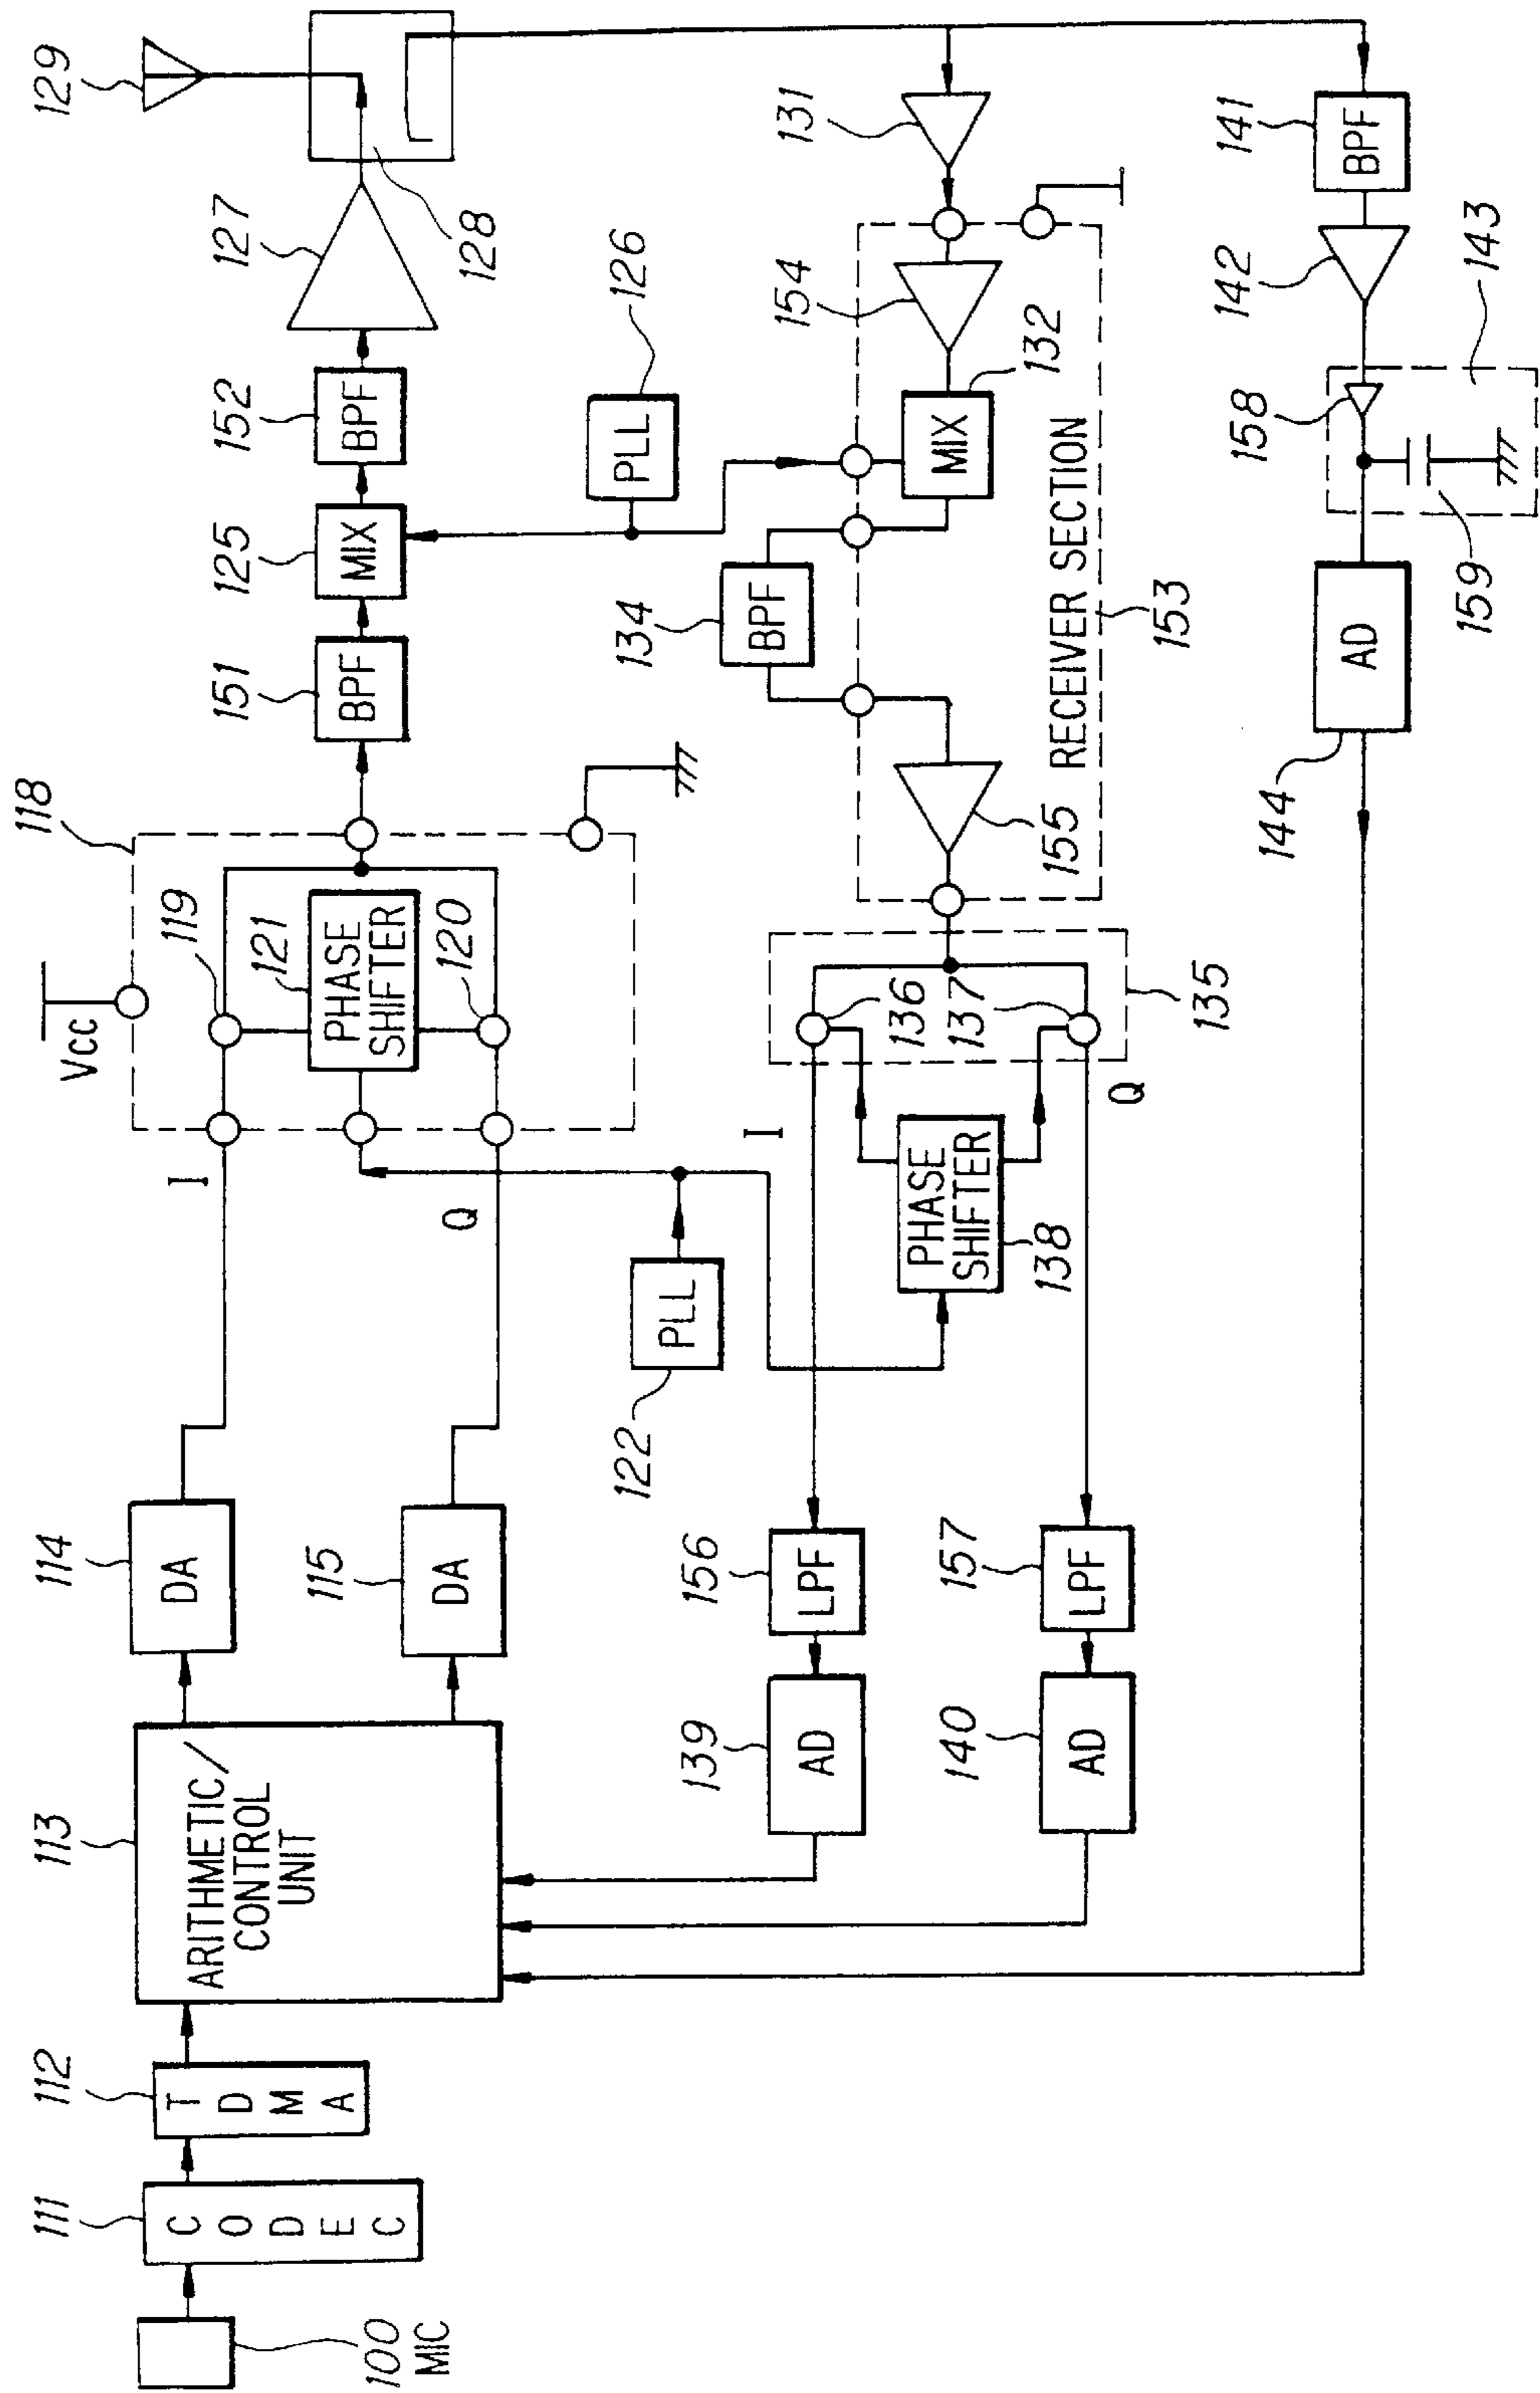 100
MIC
111
C
O
D
E
C
112
T
D
M
A
113
ARITHMETIC/
CONTROL
UNIT
114
DA
115
DA
I
Q
Vcc
118
119
121
PHASE
SHIFTER
120
151
BPF
125
MIX
152
BPF
127
128
129
122
PLL
126
PLL
139
AD
156
LPF
I
140
AD
157
LPF
Q
138
PHASE
SHIFTER
136
137
135
134
BPF
155
RECEIVER SECTION
153
MIX
132
154
131
144
AD
159
158
143
142
141
BPF